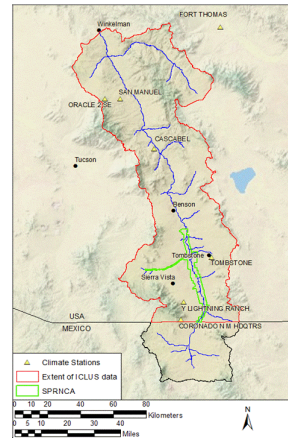 FORT THOMAS
Winkelman
SAN MANUEL
ORACLE 2 SE
CASCABEL
Tucson
Benson
Tombstone
TOMBSTONE
Sierra Vista
Y LIGHTNING RANCH
USA
MEXICO
CORONADO N M HDQTRS
Climate Stations
Extent of ICLUS data
SPRNCA
0 10 20 40 60 80
Kilometers
0 5 10 20 30 40
Miles
N